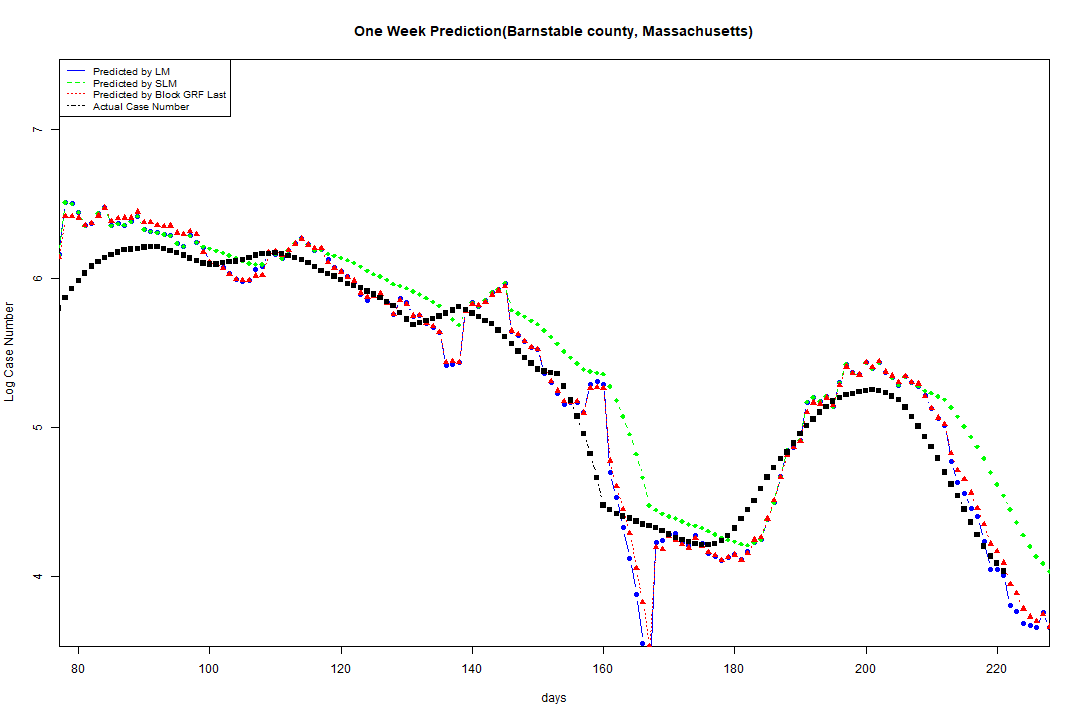 One Week Prediction(Barnstable county, Massachusetts)
Predicted by LM
Predicted by SLM
Predicted by Block GRF Last
Actual Case Number
7
6
5
4
Log Case Number
80 100 120 140 160 180 200 220
days